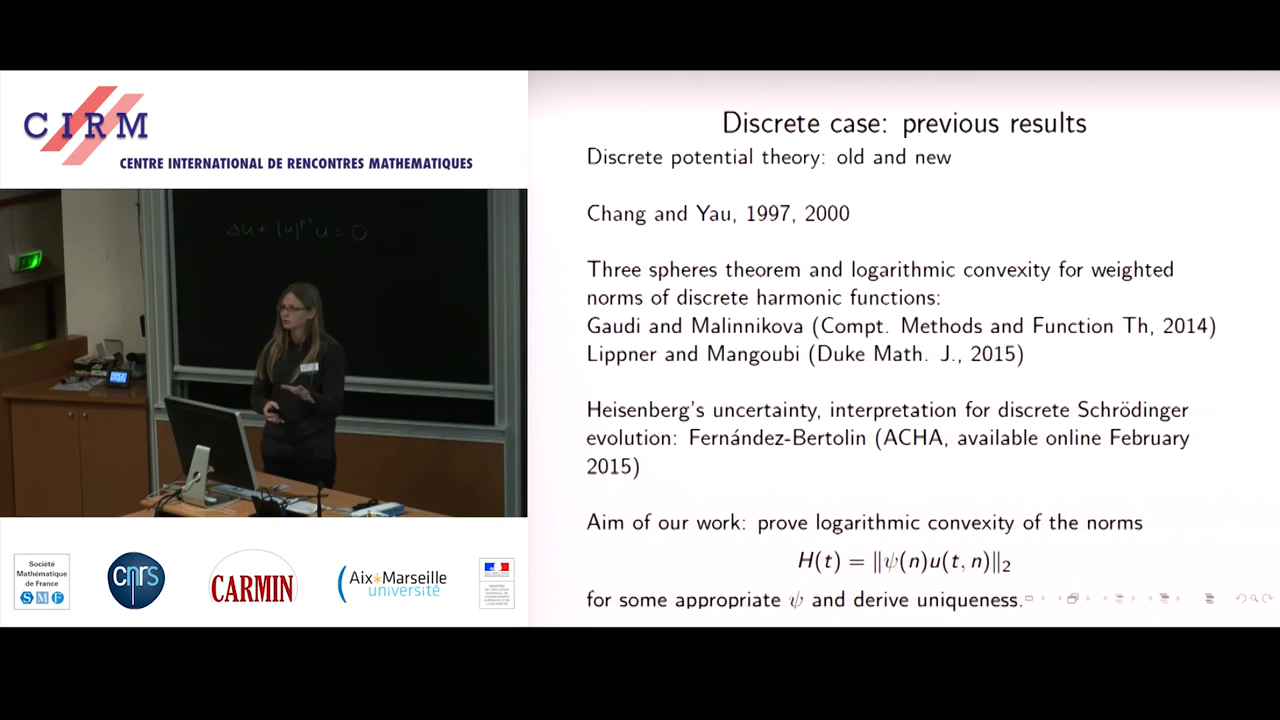 CIRM
CENTRE INTERNATIONAL DE RENCONTRES MATHEMATIQUES
Δu + |u|ᵖ⁻¹u = 0
Société
Mathématique
de France
SMF
cnrs
CARMIN
Aix*Marseille
université
Discrete case: previous results
Discrete potential theory: old and new
Chang and Yau, 1997, 2000
Three spheres theorem and logarithmic convexity for weighted
norms of discrete harmonic functions:
Gaudi and Malinnikova (Compt. Methods and Function Th, 2014)
Lippner and Mangoubi (Duke Math. J., 2015)
Heisenberg's uncertainty, interpretation for discrete Schrödinger
evolution: Fernández-Bertolin (ACHA, available online February
2015)
Aim of our work: prove logarithmic convexity of the norms
H(t) = ‖ψ(n)u(t, n)‖₂
for some appropriate ψ and derive uniqueness.